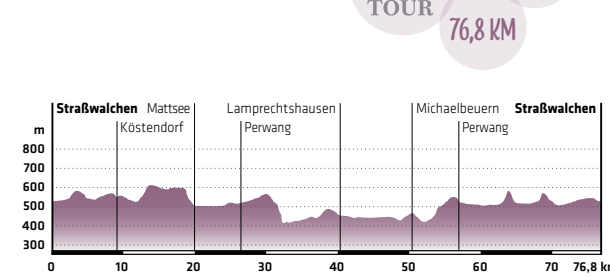 TOUR
76,8 KM
Straßwalchen Mattsee Lamprechtshausen Michaelbeuern Straßwalchen
m Köstendorf Perwang Perwang
800
700
600
500
400
300
0 10 20 30 40 50 60 70 76,8 km